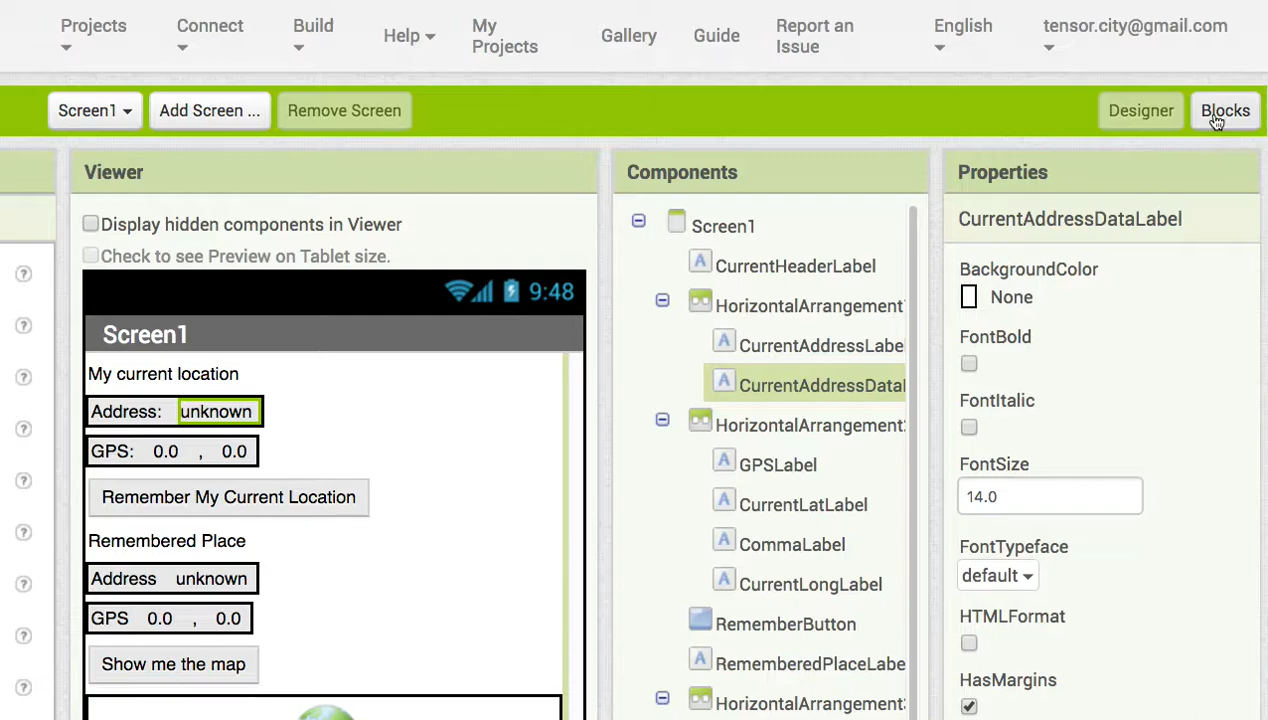 Projects
Connect
Build
Help
My
Projects
Gallery
Guide
Report an
Issue
English
tensor.city@gmail.com
Screen1
Add Screen ...
Remove Screen
Designer
Blocks
Viewer
Display hidden components in Viewer
Check to see Preview on Tablet size.
9:48
Screen1
My current location
Address: unknown
GPS: 0.0 , 0.0
Remember My Current Location
Remembered Place
Address unknown
GPS 0.0 , 0.0
Show me the map
Components
Screen1
CurrentHeaderLabel
HorizontalArrangement
CurrentAddressLabe
CurrentAddressData
HorizontalArrangement
GPSLabel
CurrentLatLabel
CommaLabel
CurrentLongLabel
RememberButton
RememberedPlaceLabe
HorizontalArrangement
Properties
CurrentAddressDataLabel
BackgroundColor
None
FontBold
FontItalic
FontSize
14.0
FontTypeface
default
HTMLFormat
HasMargins